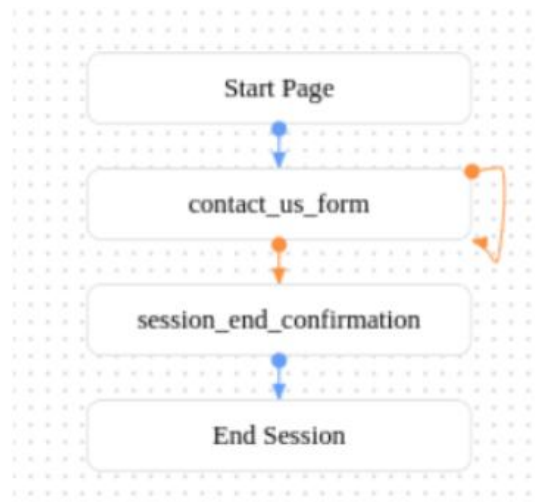 Start Page
contact_us_form
session_end_confirmation
End Session